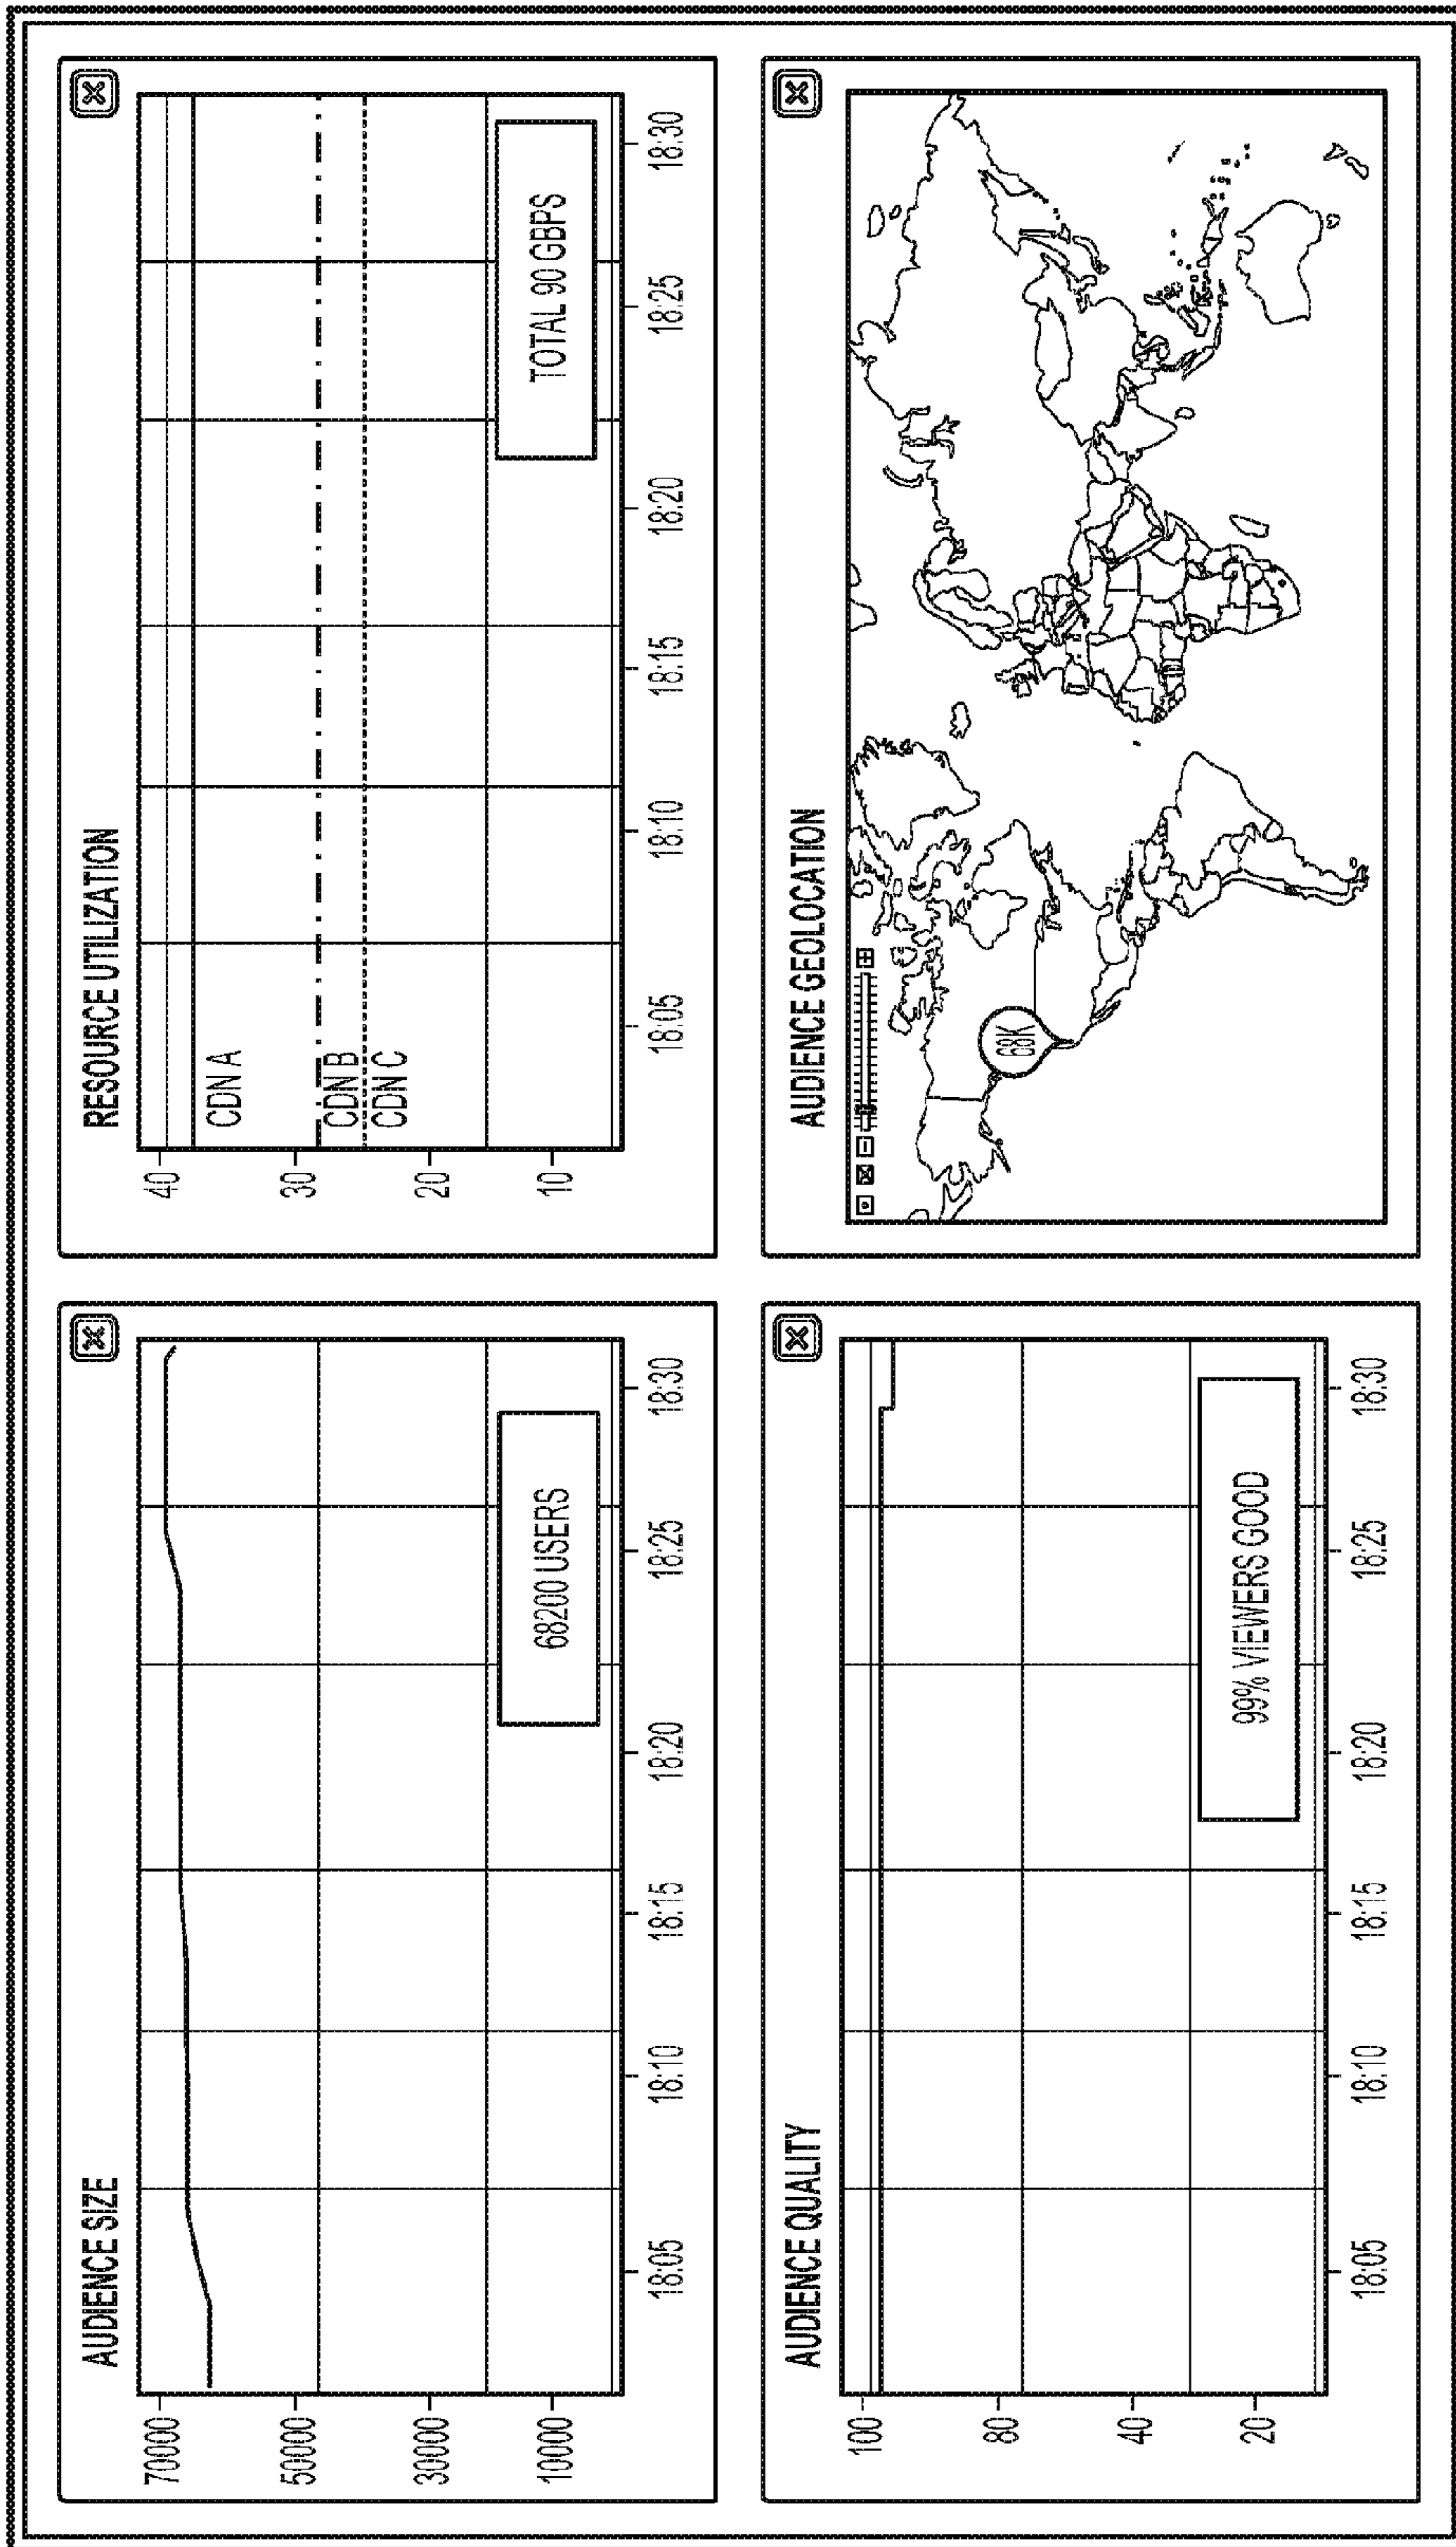 AUDIENCE SIZE
70000
50000
30000
10000
68200 USERS
18:05
18:10
18:15
18:20
18:25
18:30
RESOURCE UTILIZATION
40
30
20
10
CDN A
CDN B
CDN C
TOTAL 90 GBPS
18:05
18:10
18:15
18:20
18:25
18:30
AUDIENCE QUALITY
100
80
40
20
99% VIEWERS GOOD
18:05
18:10
18:15
18:20
18:25
18:30
AUDIENCE GEOLOCATION
68K